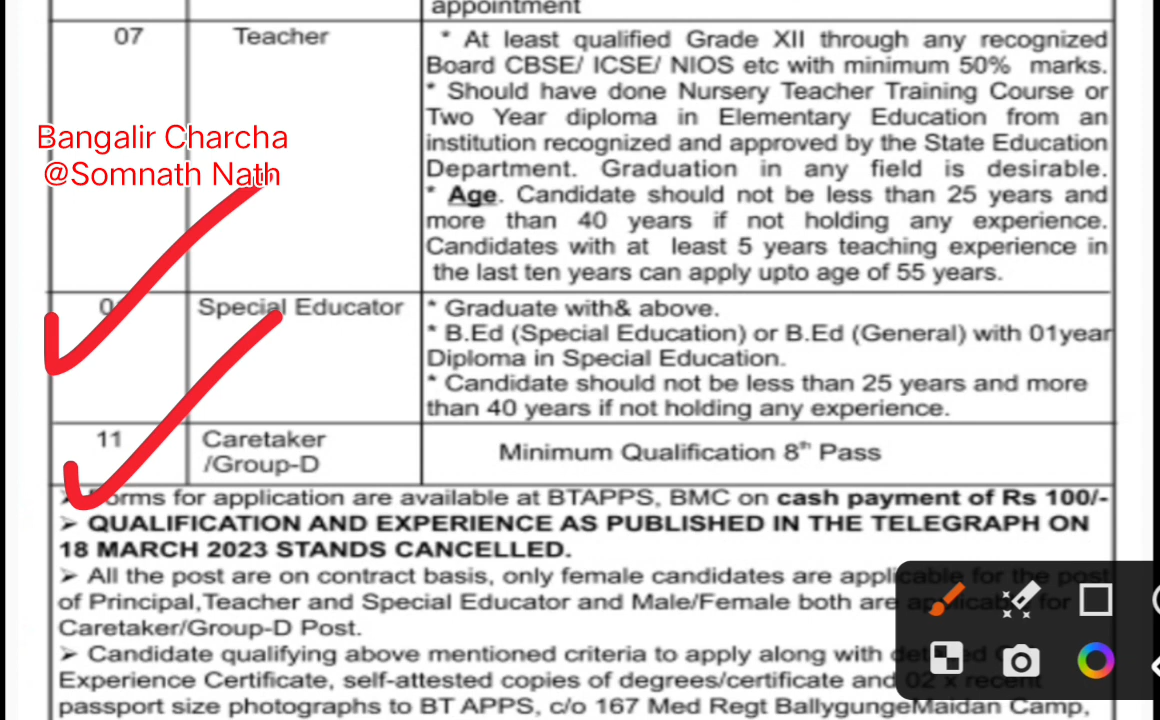 appointment
07 Teacher * At least qualified Grade XII through any recognized
Board CBSE/ ICSE/ NIOS etc with minimum 50% marks.
* Should have done Nursery Teacher Training Course or
Two Year diploma in Elementary Education from an
institution recognized and approved by the State Education
Department. Graduation in any field is desirable.
* Age. Candidate should not be less than 25 years and
more than 40 years if not holding any experience.
Candidates with at least 5 years teaching experience in
the last ten years can apply upto age of 55 years.
Bangalir Charcha
@Somnath Nath
Special Educator * Graduate with& above.
* B.Ed (Special Education) or B.Ed (General) with 01year
Diploma in Special Education.
* Candidate should not be less than 25 years and more
than 40 years if not holding any experience.
11 Caretaker
/Group-D
Minimum Qualification 8th Pass
➢ Forms for application are available at BTAPPS, BMC on cash payment of Rs 100/-
➢ QUALIFICATION AND EXPERIENCE AS PUBLISHED IN THE TELEGRAPH ON
18 MARCH 2023 STANDS CANCELLED.
➢ All the post are on contract basis, only female candidates are applicable for the post
of Principal,Teacher and Special Educator and Male/Female both are applicable for
Caretaker/Group-D Post.
➢ Candidate qualifying above mentioned criteria to apply along with
Experience Certificate, self-attested copies of degrees/certificate and 02 x recent
passport size photographs to BT APPS, c/o 167 Med Regt BallygungeMaidan Camp,